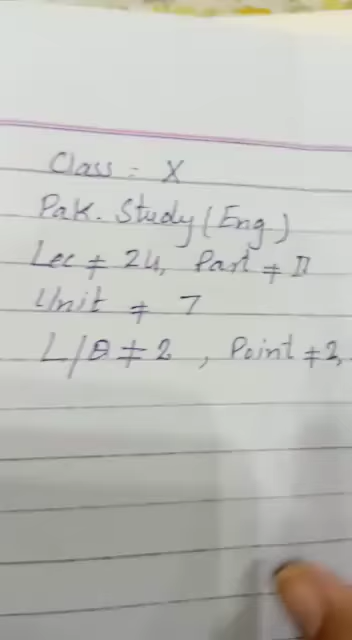 Class = X
Pak. Study (Eng)
Lec # 24, Part # II
Unit # 7
L/Q # 2, Point # 2